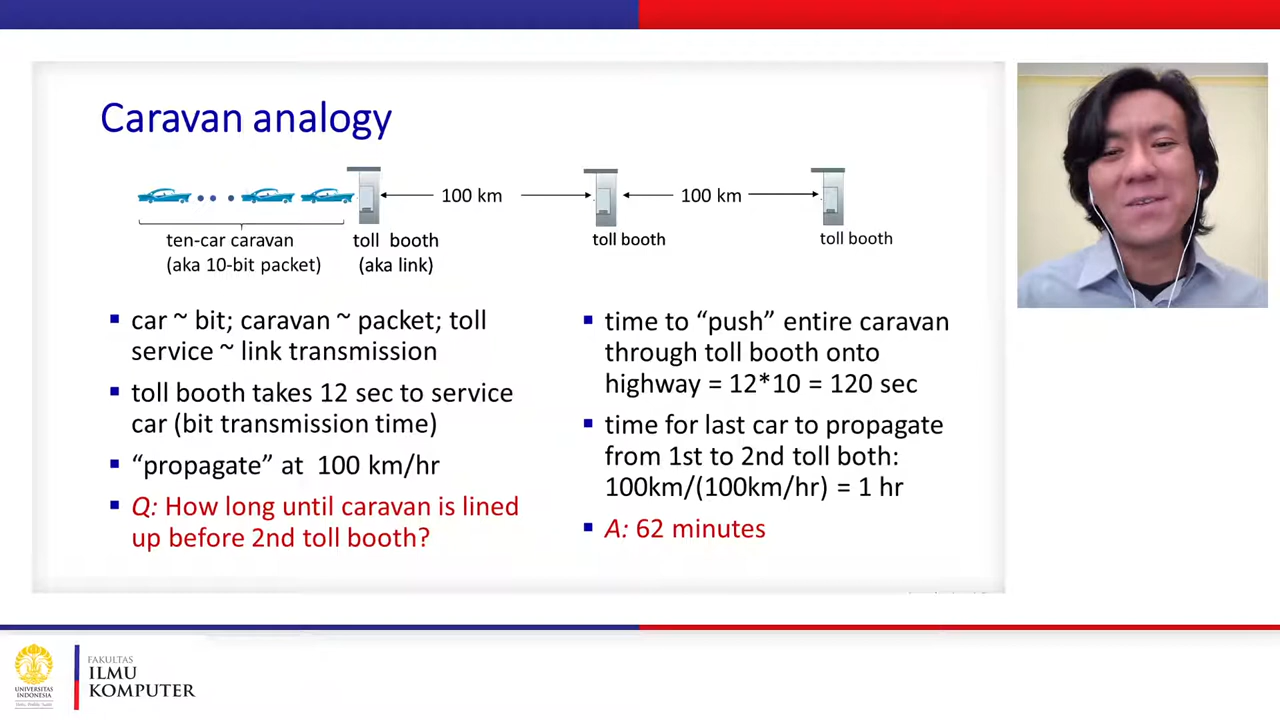 Caravan analogy
100 km
100 km
ten-car caravan
(aka 10-bit packet)
toll booth
(aka link)
toll booth
toll booth
car ~ bit; caravan ~ packet; toll
service ~ link transmission
toll booth takes 12 sec to service
car (bit transmission time)
“propagate” at 100 km/hr
Q: How long until caravan is lined
up before 2nd toll booth?
time to “push” entire caravan
through toll booth onto
highway = 12*10 = 120 sec
time for last car to propagate
from 1st to 2nd toll both:
100km/(100km/hr) = 1 hr
A: 62 minutes
UNIVERSITAS
INDONESIA
FAKULTAS
ILMU
KOMPUTER